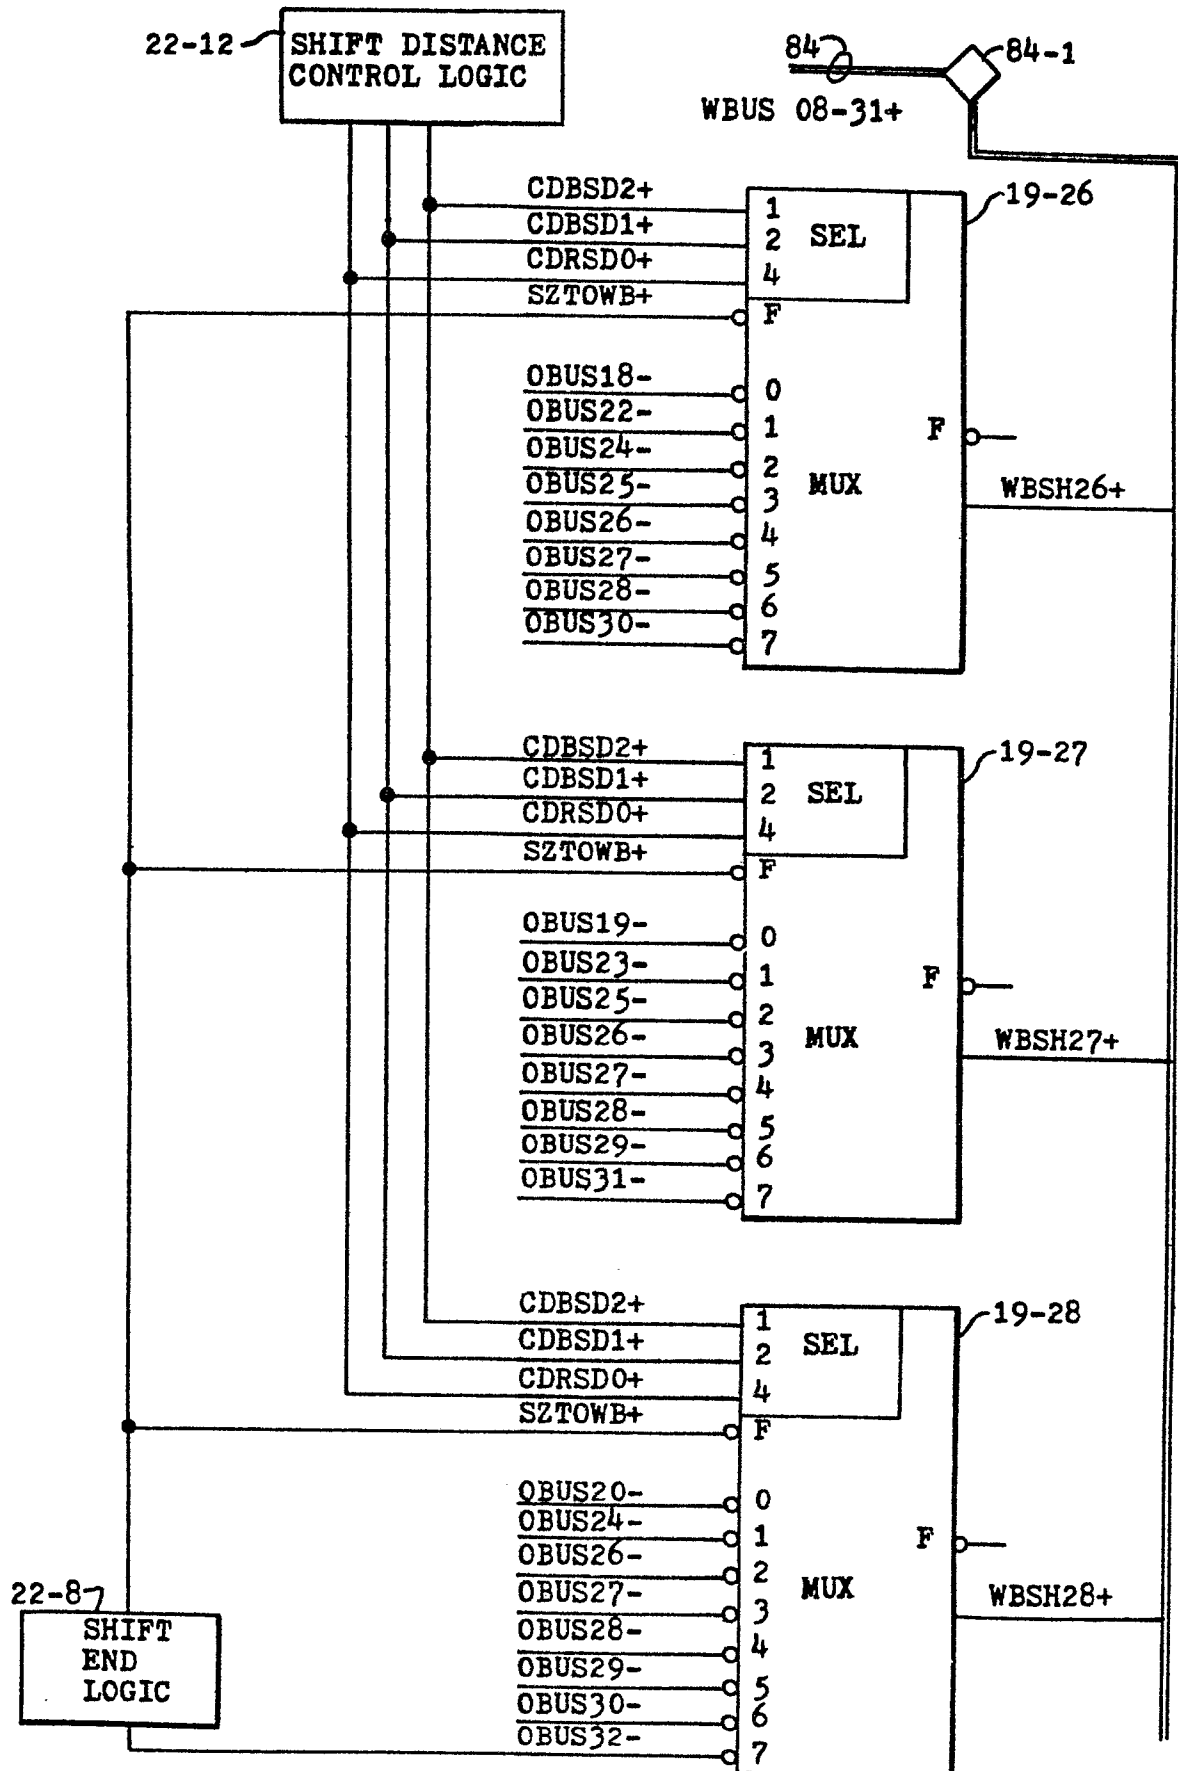 22-12
SHIFT DISTANCE
CONTROL LOGIC
84
84-1
WBUS 08-31+
CDBSD2+
CDBSD1+
CDRSD0+
SZTOWB+
1
2
4
F
SEL
19-26
OBUS18-
OBUS22-
OBUS24-
OBUS25-
OBUS26-
OBUS27-
OBUS28-
OBUS30-
0
1
2
3
4
5
6
7
MUX
F
WBSH26+
CDBSD2+
CDBSD1+
CDRSD0+
SZTOWB+
1
2
4
F
SEL
19-27
OBUS19-
OBUS23-
OBUS25-
OBUS26-
OBUS27-
OBUS28-
OBUS29-
OBUS31-
0
1
2
3
4
5
6
7
MUX
F
WBSH27+
CDBSD2+
CDBSD1+
CDRSD0+
SZTOWB+
1
2
4
F
SEL
19-28
OBUS20-
OBUS24-
OBUS26-
OBUS27-
OBUS28-
OBUS29-
OBUS30-
OBUS32-
0
1
2
3
4
5
6
7
MUX
F
WBSH28+
22-8
SHIFT
END
LOGIC